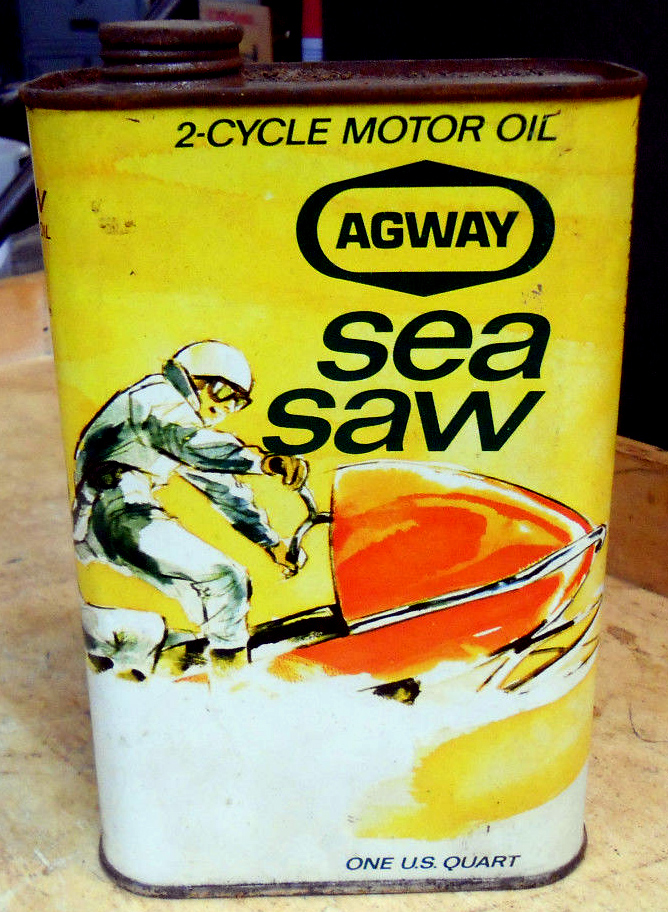 2-CYCLE MOTOR OIL
AGWAY
sea
saw
ONE U.S. QUART